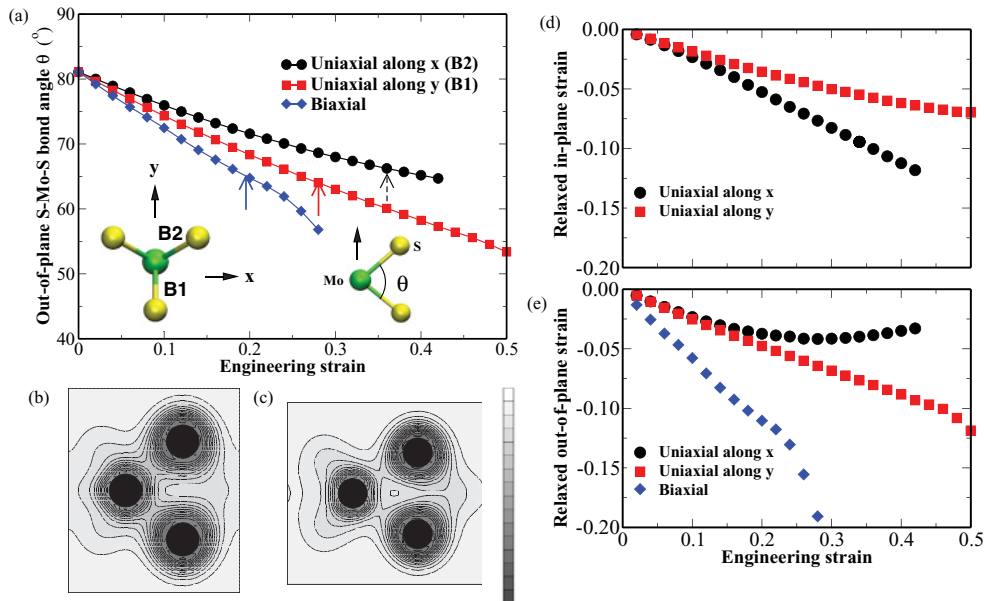 (a)
Out-of-plane S-Mo-S bond angle θ (°)
90
80
70
60
50
40
Uniaxial along x (B2)
Uniaxial along y (B1)
Biaxial
y
B2
B1
x
S
Mo
θ
0
0.1
0.2
0.3
0.4
0.5
Engineering strain
(b)
(c)
(d)
Relaxed in-plane strain
0.00
-0.05
-0.10
-0.15
-0.20
Uniaxial along x
Uniaxial along y
(e)
Relaxed out-of-plane strain
0.00
-0.05
-0.10
-0.15
-0.20
Uniaxial along x
Uniaxial along y
Biaxial
0
0.1
0.2
0.3
0.4
0.5
Engineering strain